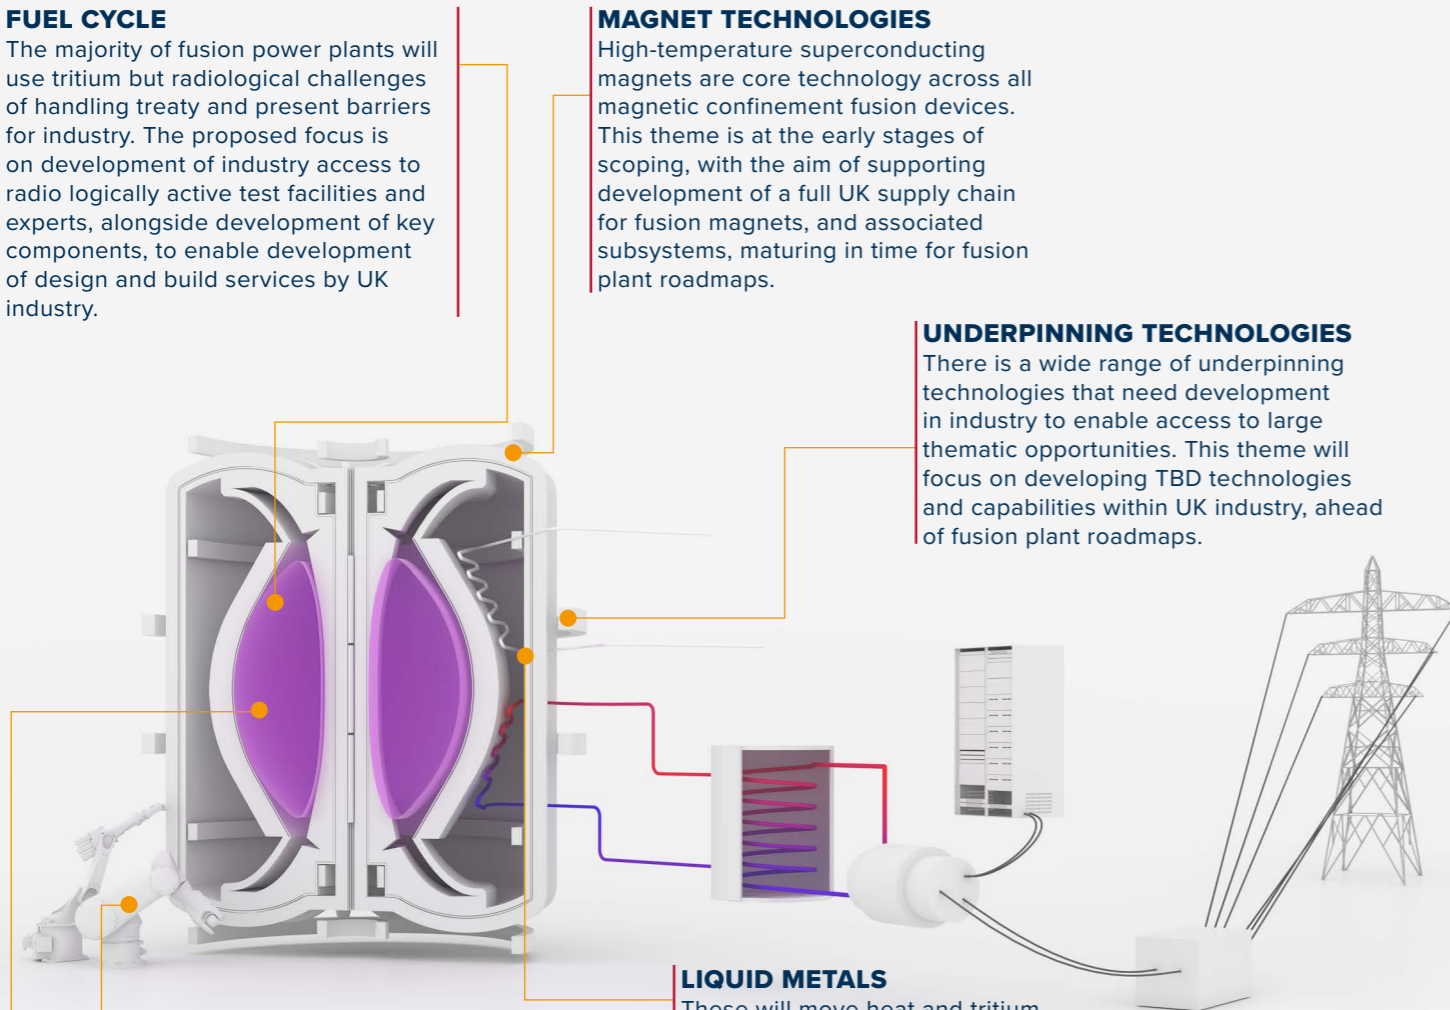 FUEL CYCLE
The majority of fusion power plants will
use tritium but radiological challenges
of handling treaty and present barriers
for industry. The proposed focus is
on development of industry access to
radio logically active test facilities and
experts, alongside development of key
components, to enable development
of design and build services by UK
industry.
MAGNET TECHNOLOGIES
High-temperature superconducting
magnets are core technology across all
magnetic confinement fusion devices.
This theme is at the early stages of
scoping, with the aim of supporting
development of a full UK supply chain
for fusion magnets, and associated
subsystems, maturing in time for fusion
plant roadmaps.
UNDERPINNING TECHNOLOGIES
There is a wide range of underpinning
technologies that need development
in industry to enable access to large
thematic opportunities. This theme will
focus on developing TBD technologies
and capabilities within UK industry, ahead
of fusion plant roadmaps.
LIQUID METALS
These will move heat and tritium